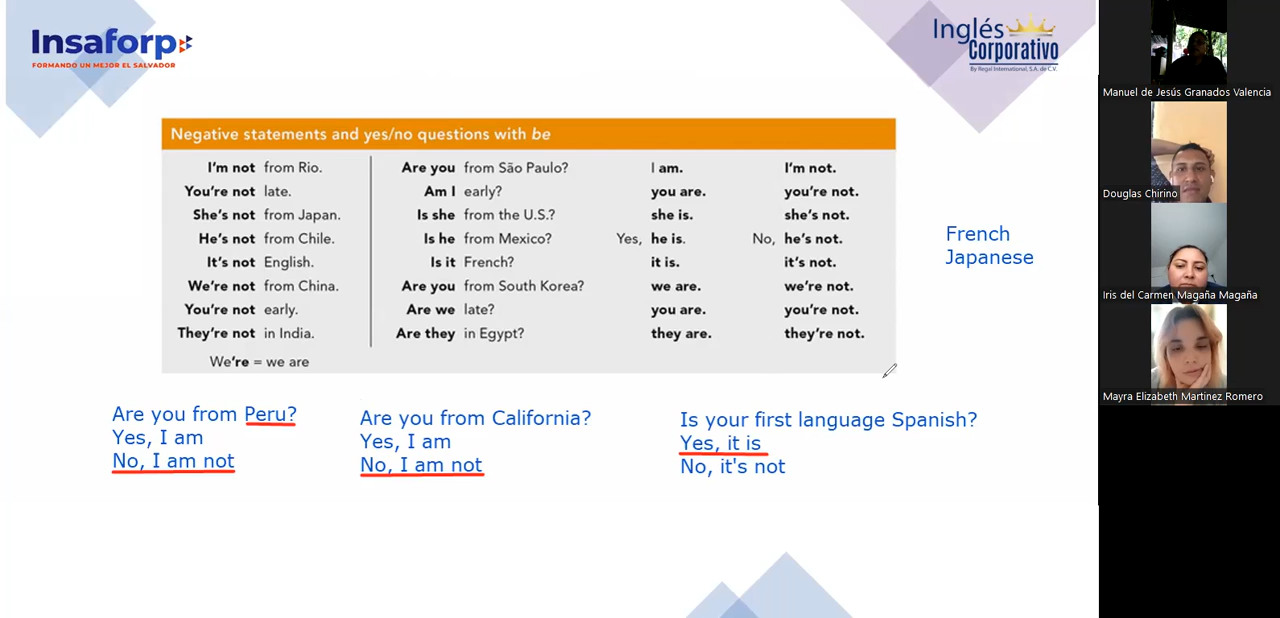 Insaforp
FORMANDO UN MEJOR EL SALVADOR
Inglés
Corporativo
By Regal International, S.A. de C.V.
Negative statements and yes/no questions with be
I'm not from Rio. Are you from São Paulo? I am. I'm not.
You're not late. Am I early? you are. you're not.
She's not from Japan. Is she from the U.S.? she is. she's not.
He's not from Chile. Is he from Mexico? Yes, he is. No, he's not.
It's not English. Is it French? it is. it's not.
We're not from China. Are you from South Korea? we are. we're not.
You're not early. Are we late? you are. you're not.
They're not in India. Are they in Egypt? they are. they're not.
We're = we are
French
Japanese
Are you from Peru?
Yes, I am
No, I am not
Are you from California?
Yes, I am
No, I am not
Is your first language Spanish?
Yes, it is
No, it's not
Manuel de Jesús Granados Valencia
Douglas Chirino
Iris del Carmen Magaña Magaña
Mayra Elizabeth Martinez Romero